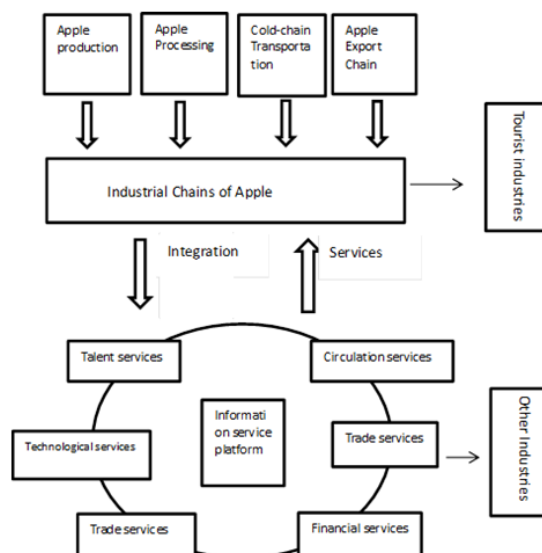 Apple
production
Apple
Processing
Cold-chain
Transporta
tion
Apple
Export
Chain
Industrial Chains of Apple
Tourist industries
Integration
Services
Talent services
Circulation services
Informati
on service
platform
Technological services
Trade services
Other Industries
Trade services
Financial services